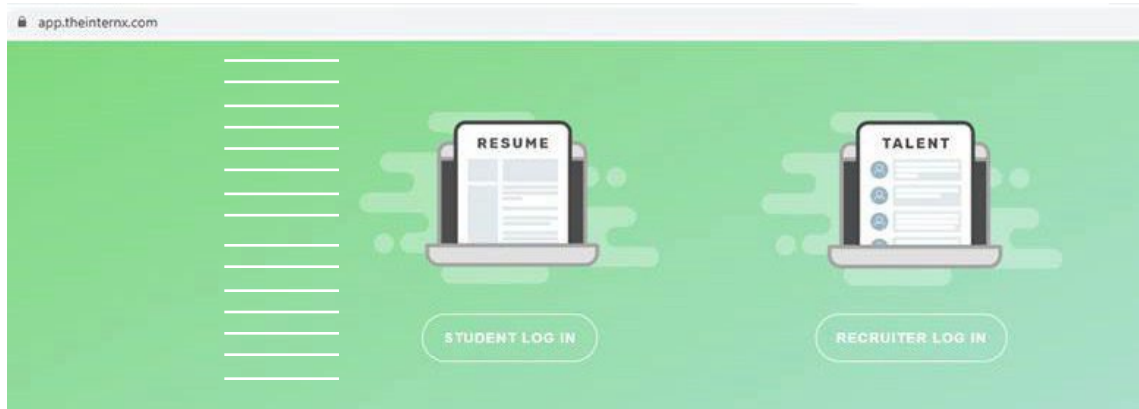 app.theinternx.com
RESUME
TALENT
STUDENT LOG IN
RECRUITER LOG IN